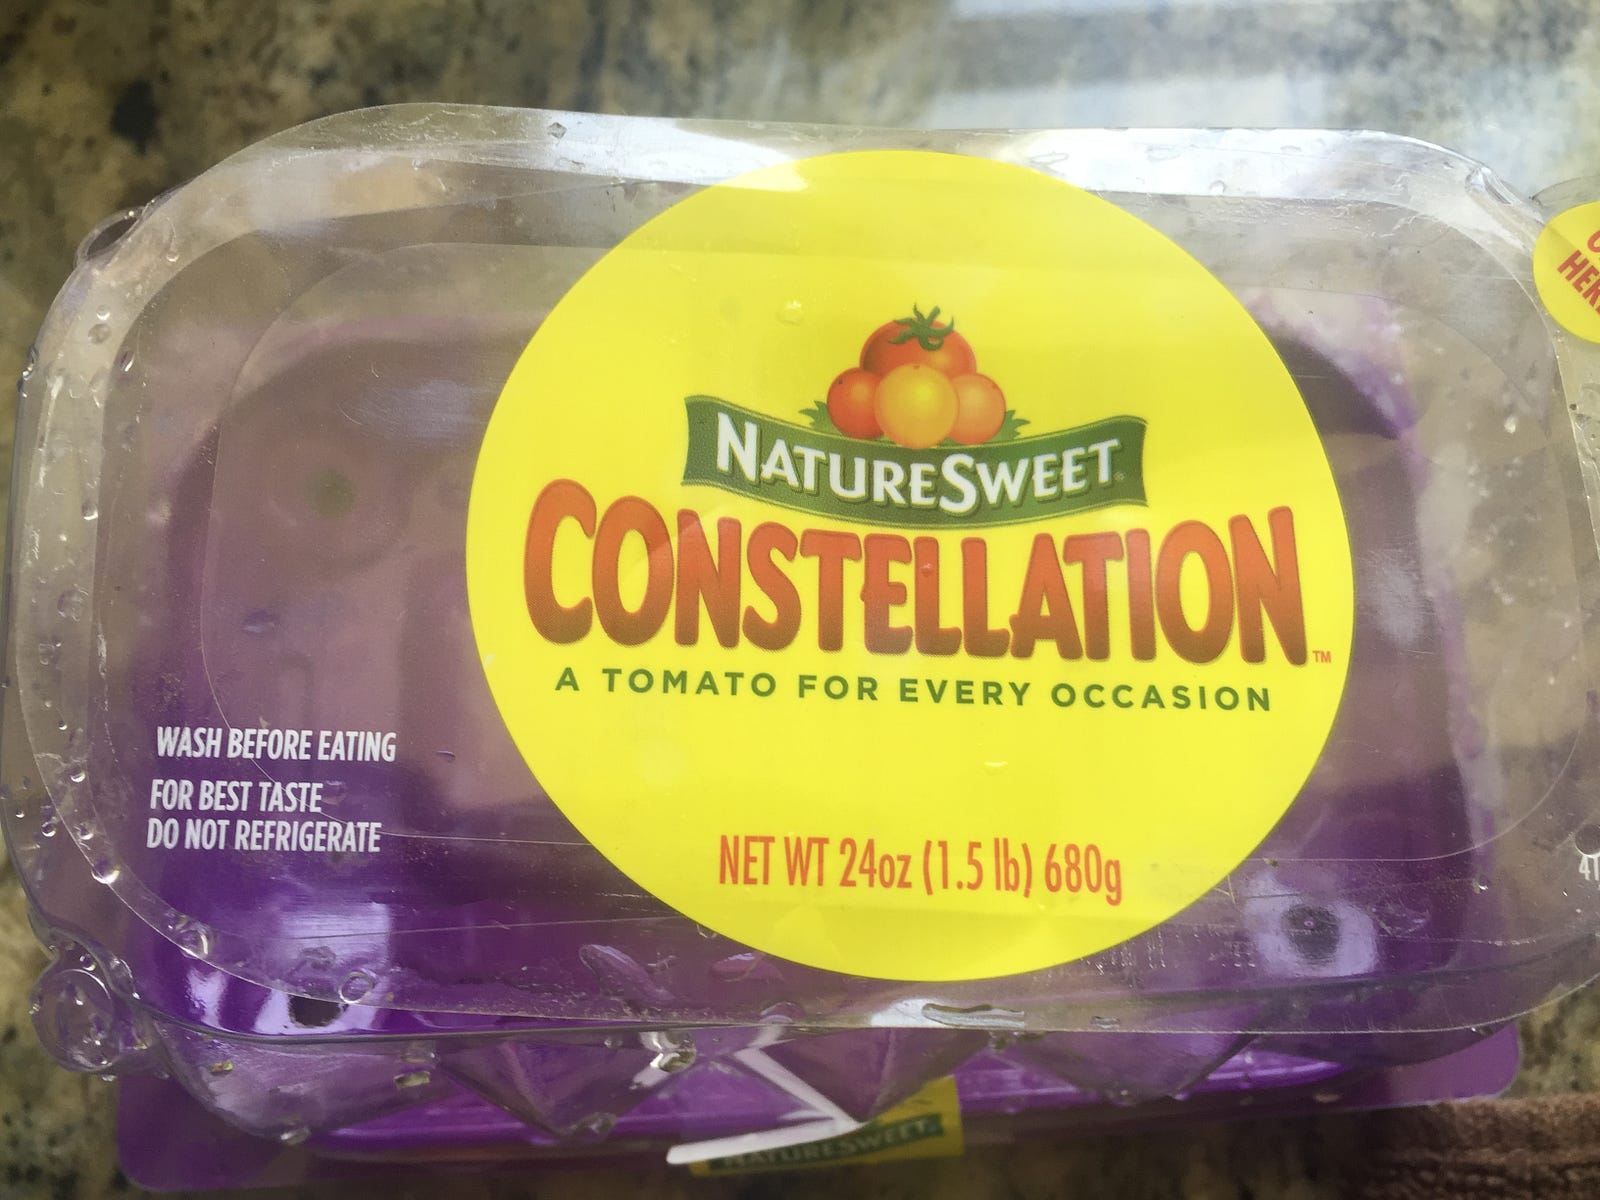 NATURESWEET
CONSTELLATION™
A TOMATO FOR EVERY OCCASION
WASH BEFORE EATING
FOR BEST TASTE
DO NOT REFRIGERATE
NET WT 24oz (1.5 lb) 680g
NATURESWEET